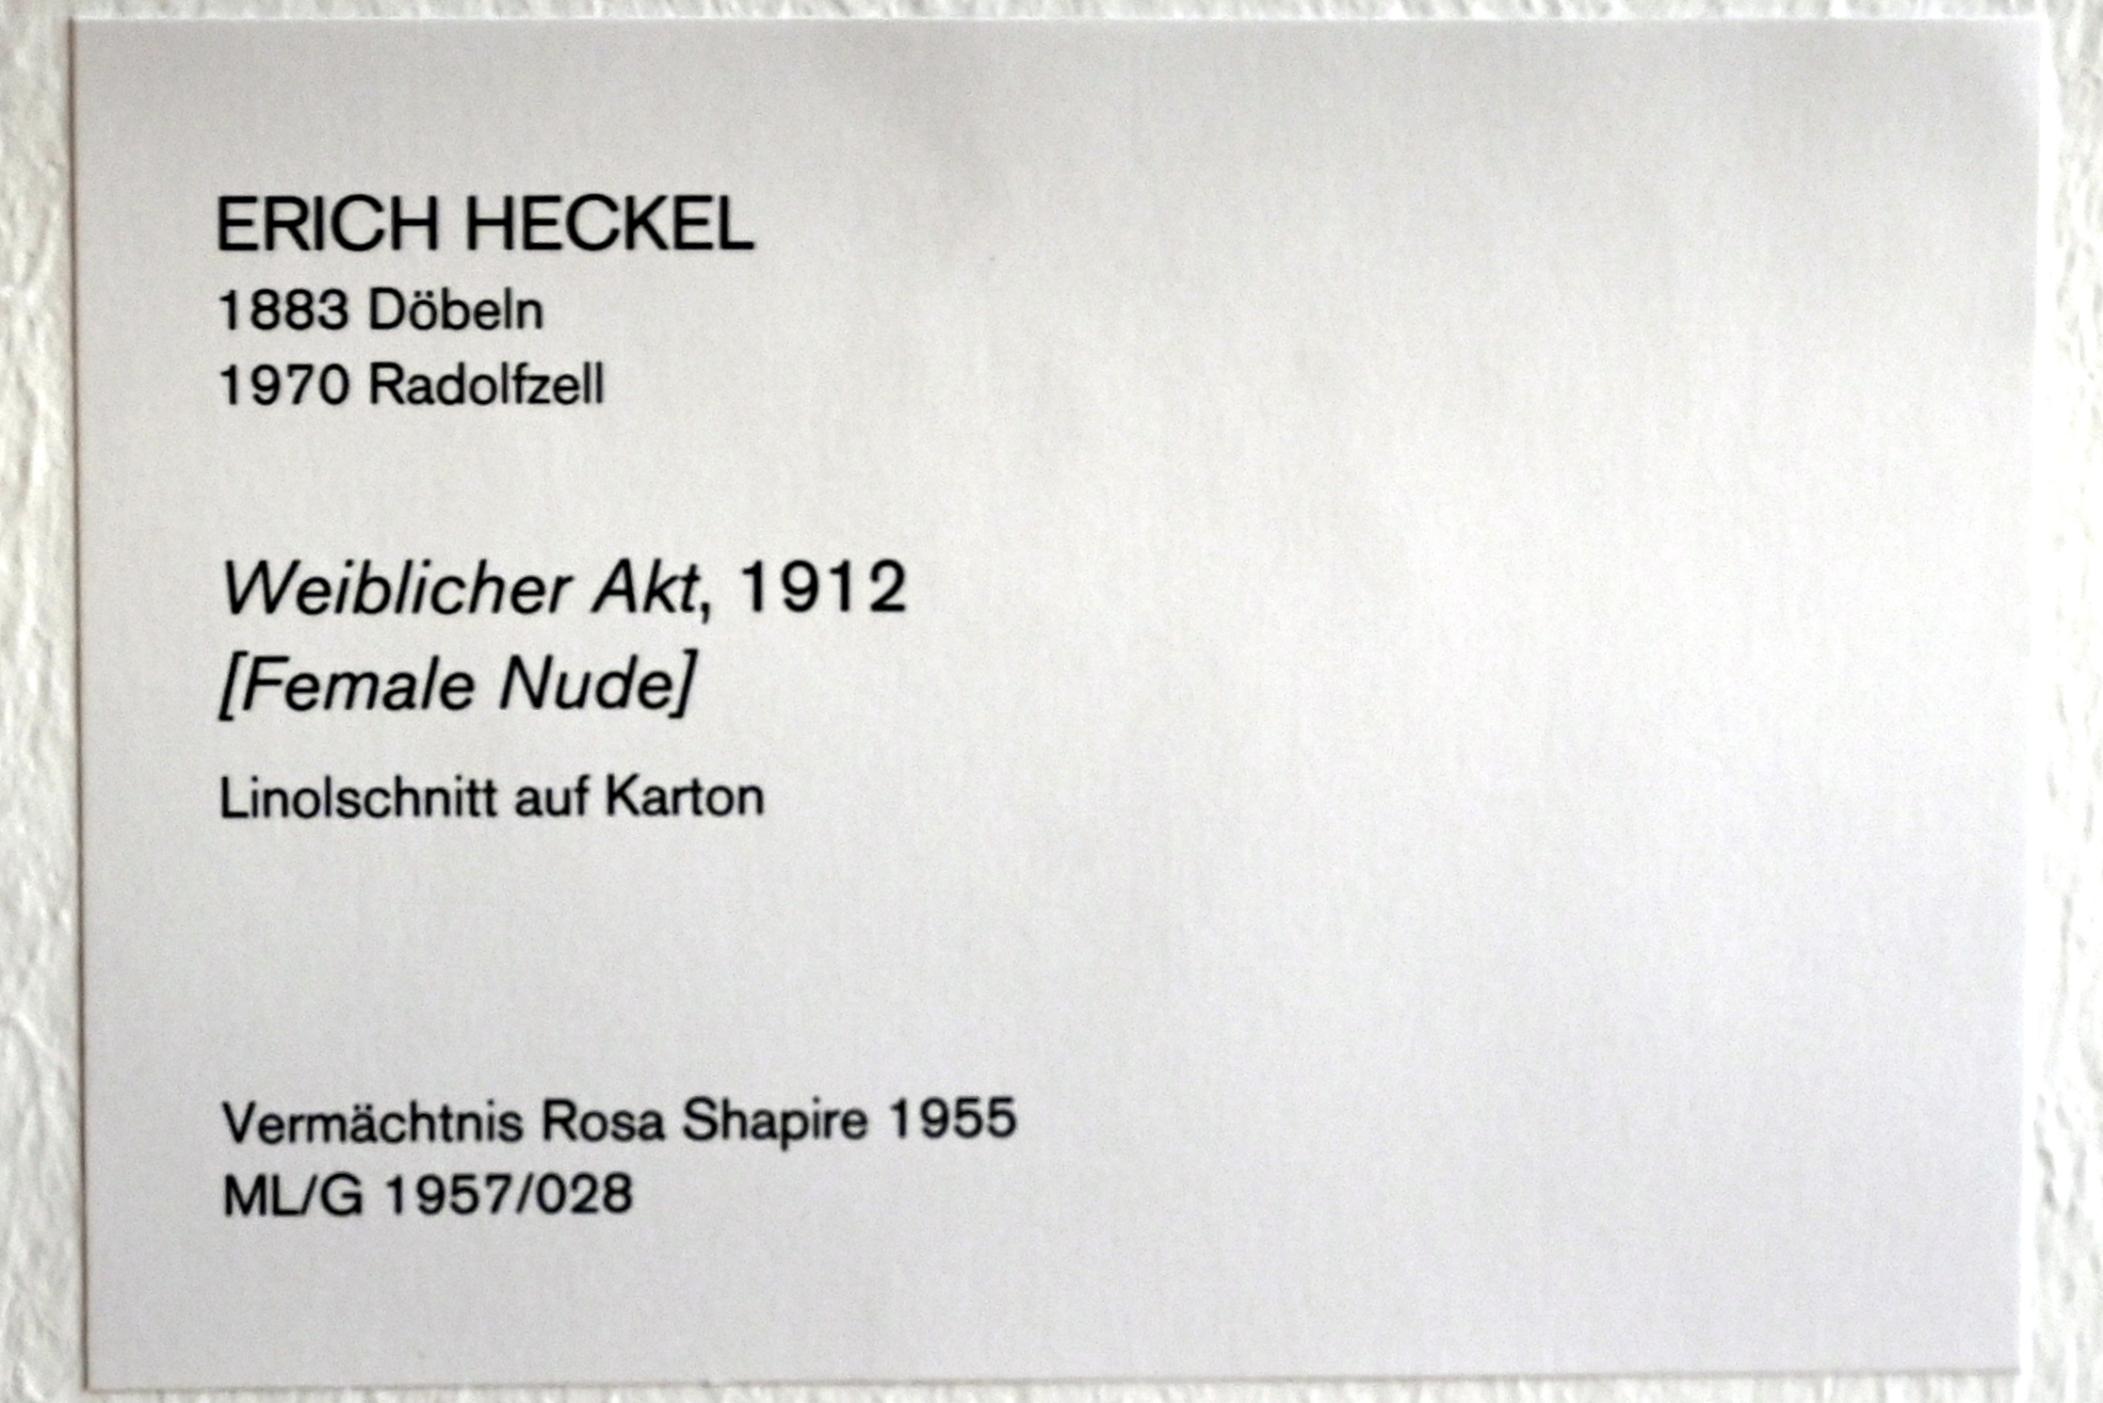 ERICH HECKEL
1883 Döbeln
1970 Radolfzell
Weiblicher Akt, 1912
[Female Nude]
Linolschnitt auf Karton
Vermächtnis Rosa Shapire 1955
ML/G 1957/028